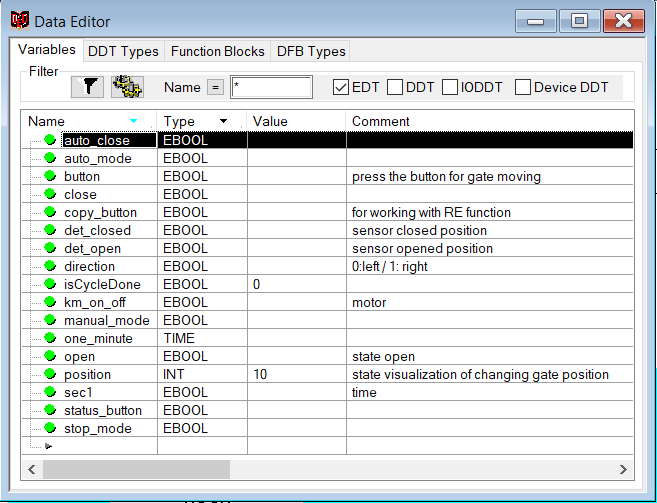 Data Editor
Variables DDT Types Function Blocks DFB Types
Filter
Name = * EDT DDT IODDT Device DDT
Name Type Value Comment
auto_close EBOOL
auto_mode EBOOL
button EBOOL press the button for gate moving
close EBOOL
copy_button EBOOL for working with RE function
det_closed EBOOL sensor closed position
det_open EBOOL sensor opened position
direction EBOOL 0:left / 1: right
isCycleDone EBOOL 0
km_on_off EBOOL motor
manual_mode EBOOL
one_minute TIME
open EBOOL state open
position INT 10 state visualization of changing gate position
sec1 EBOOL time
status_button EBOOL
stop_mode EBOOL